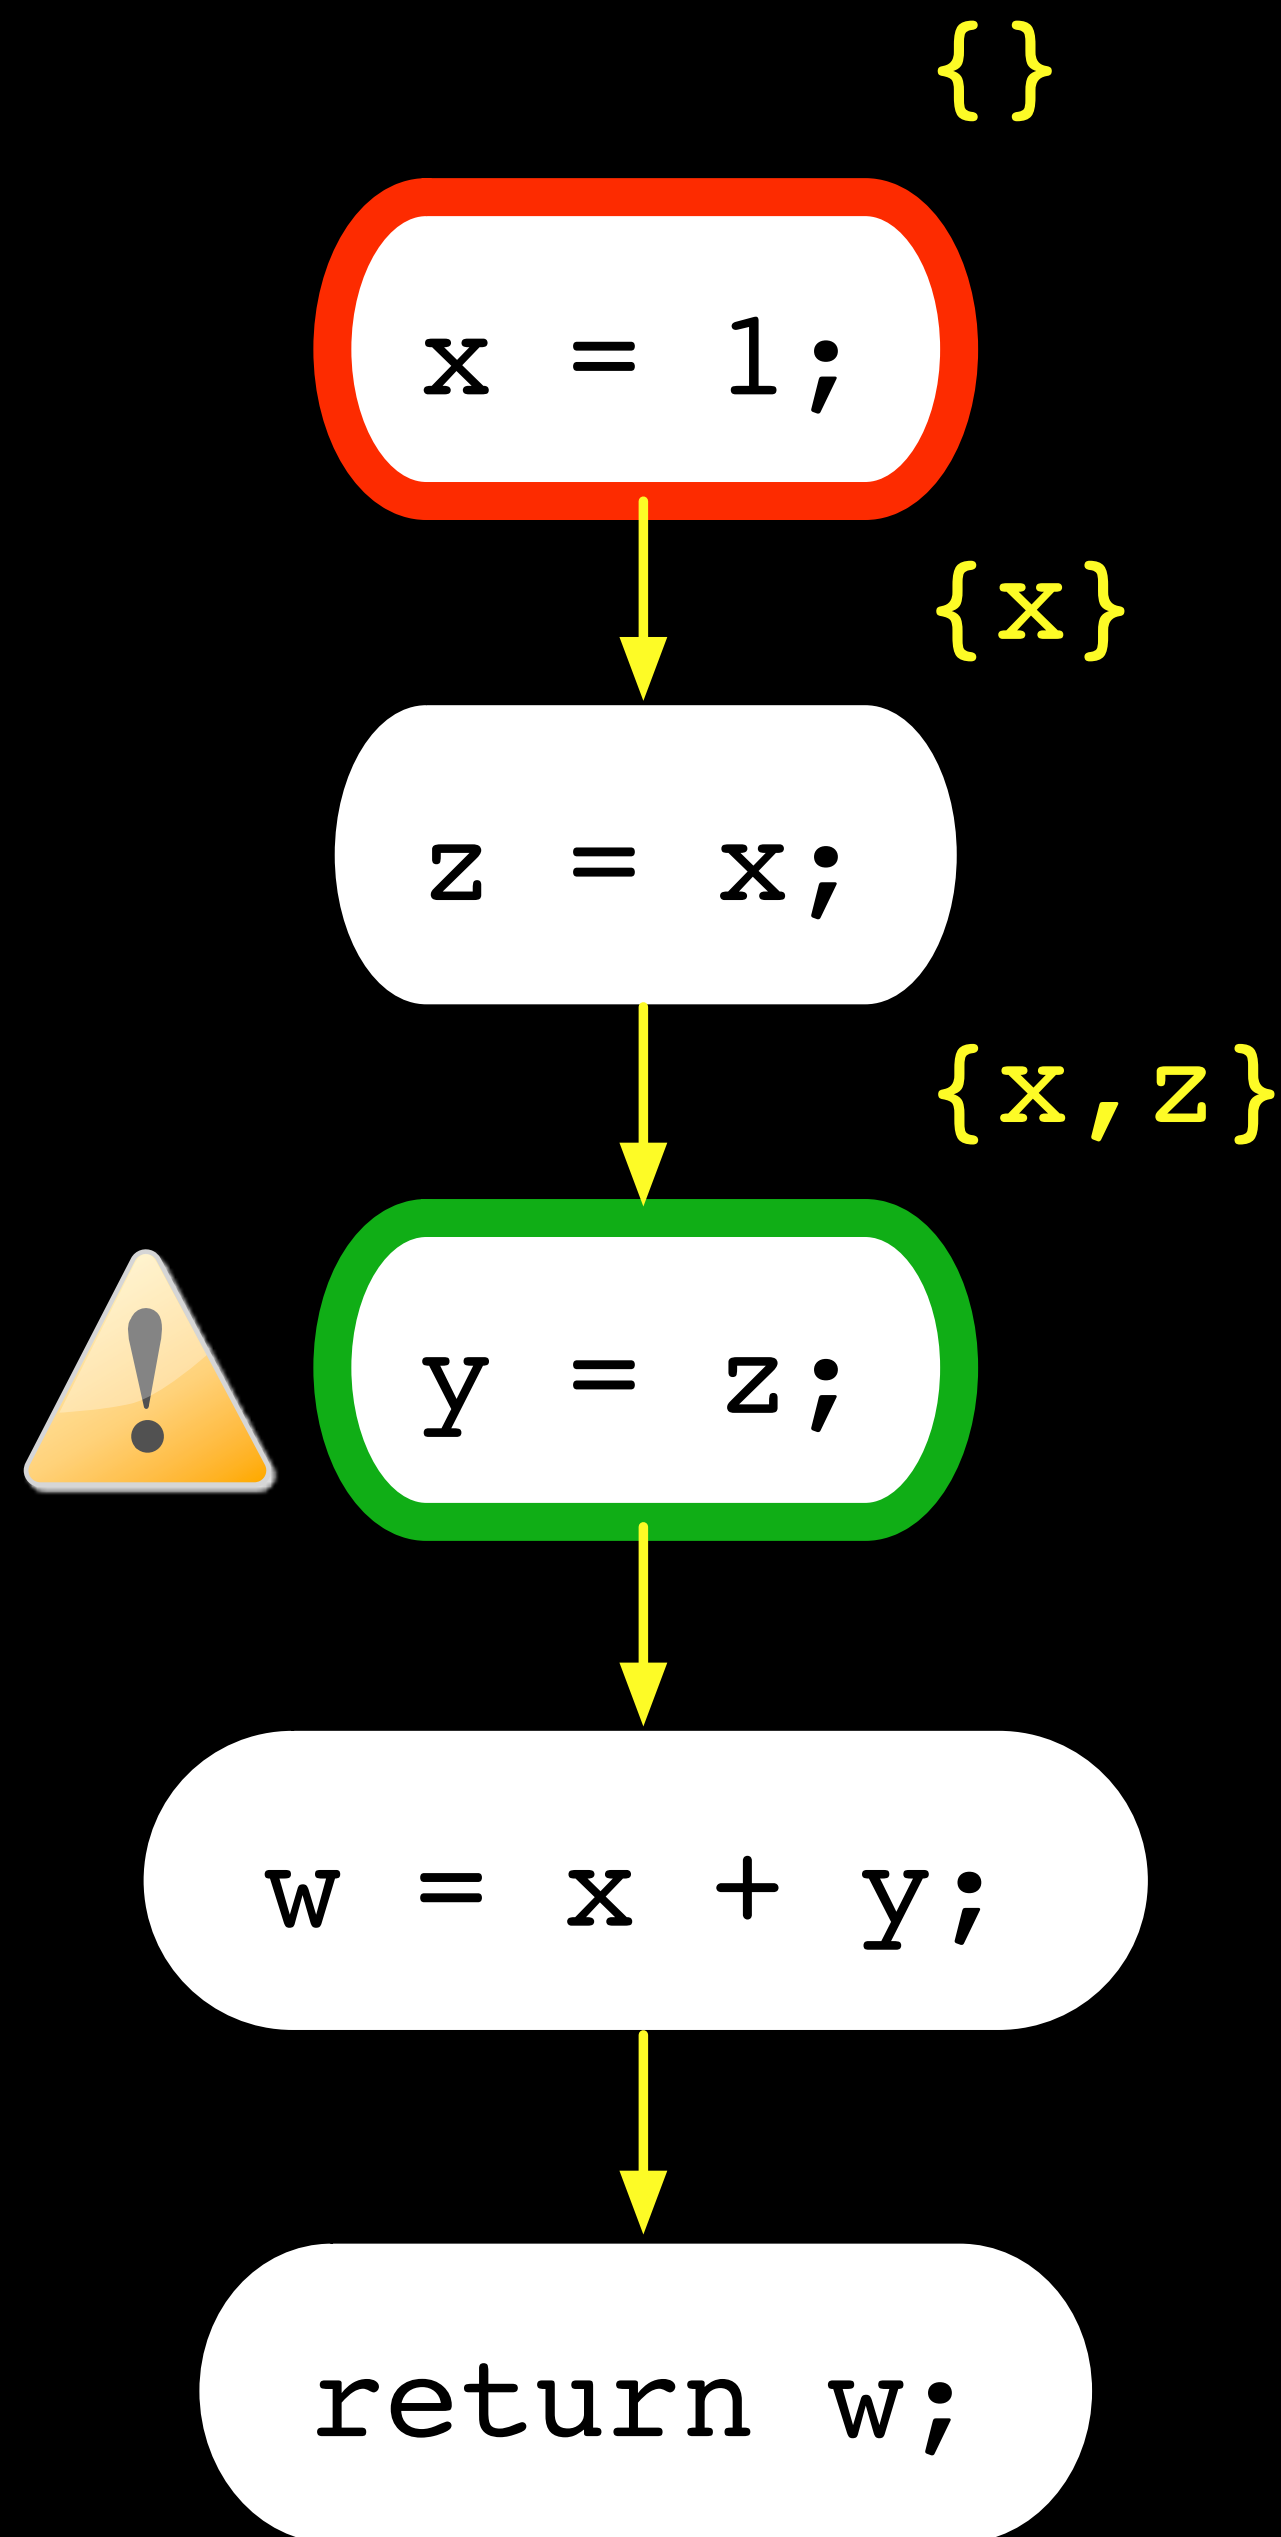 {}
x = 1;
{x}
z = x;
{x,z}
y = z;
w = x + y;
return w;